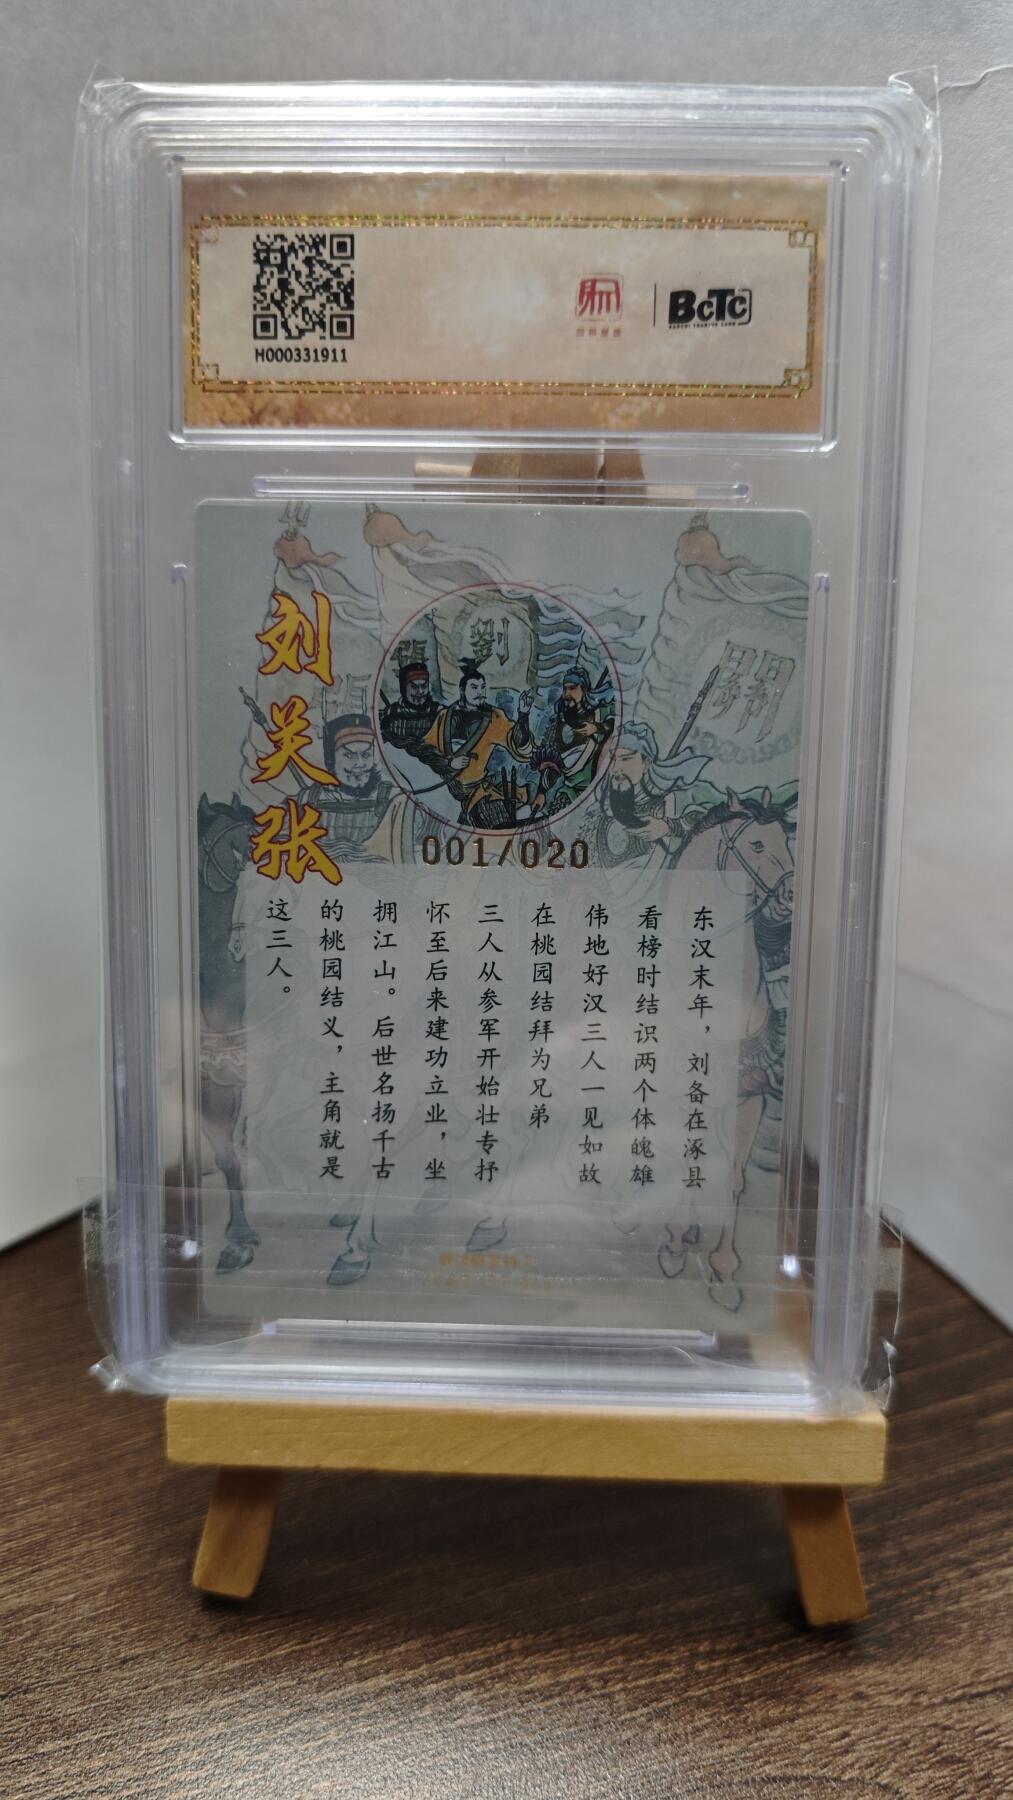 H000331911
BCTC
刘关张
劉
張
關
001/020
东汉末年，刘备在涿县
看榜时结识两个体魄雄
伟地好汉三人一见如故
在桃园结拜为兄弟
三人从参军开始壮专抒
怀至后来建功立业，坐
拥江山。后世名扬千古
的桃园结义，主角就是
这三人。